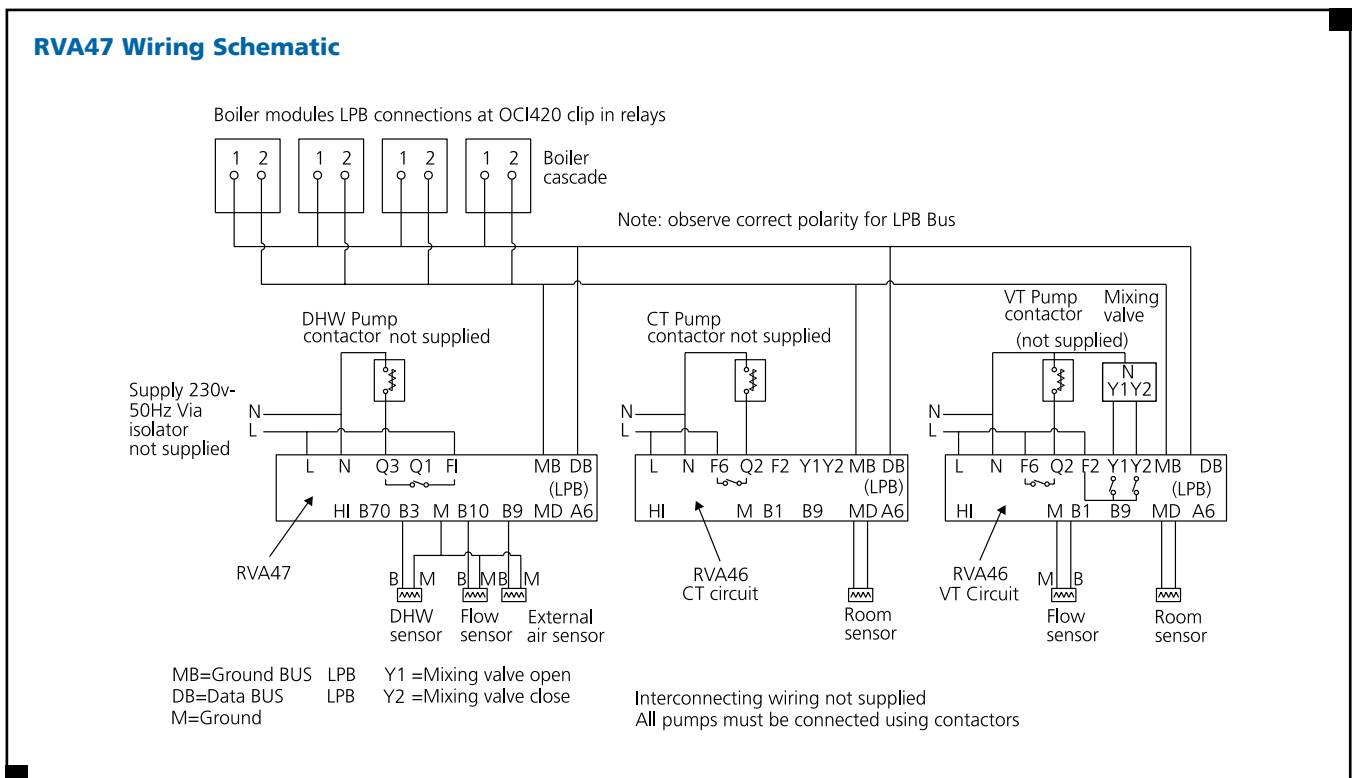 RVA47 Wiring Schematic
Boiler modules LPB connections at OCI420 clip in relays
1 2 1 2 1 2 1 2
Boiler
cascade
Note: observe correct polarity for LPB Bus
DHW Pump
contactor not supplied
CT Pump
contactor not supplied
VT Pump
contactor
(not supplied)
Mixing
valve
N
Y1Y2
Supply 230v-
50Hz Via
isolator
not supplied
N
L
N
L
N
L
L N Q3 Q1 FI MB DB
(LPB)
HI B70 B3 M B10 B9 MD A6
L N F6 Q2 F2 Y1Y2 MB DB
(LPB)
HI M B1 B9 MD A6
L N F6 Q2 F2 Y1 Y2 MB DB
(LPB)
HI M B1 B9 MD A6
RVA47
B M B M B M
DHW
sensor
Flow
sensor
External
air sensor
RVA46
CT circuit
Room
sensor
RVA46
VT Circuit
M B
Flow
sensor
Room
sensor
MB=Ground BUS LPB Y1 =Mixing valve open
DB=Data BUS LPB Y2 =Mixing valve close
M=Ground
Interconnecting wiring not supplied
All pumps must be connected using contactors